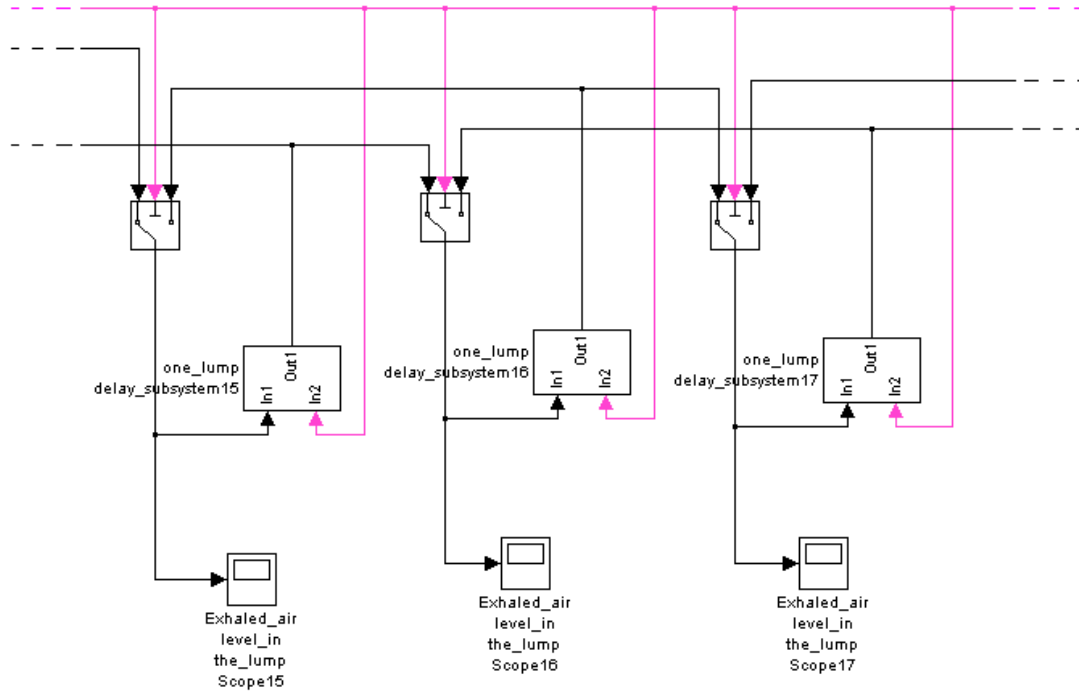 one_lump
delay_subsystem15
Out1
In1
In2
one_lump
delay_subsystem16
Out1
In1
In2
one_lump
delay_subsystem17
Out1
In1
In2
Exhaled_air
level_in
the_lump
Scope15
Exhaled_air
level_in
the_lump
Scope16
Exhaled_air
level_in
the_lump
Scope17